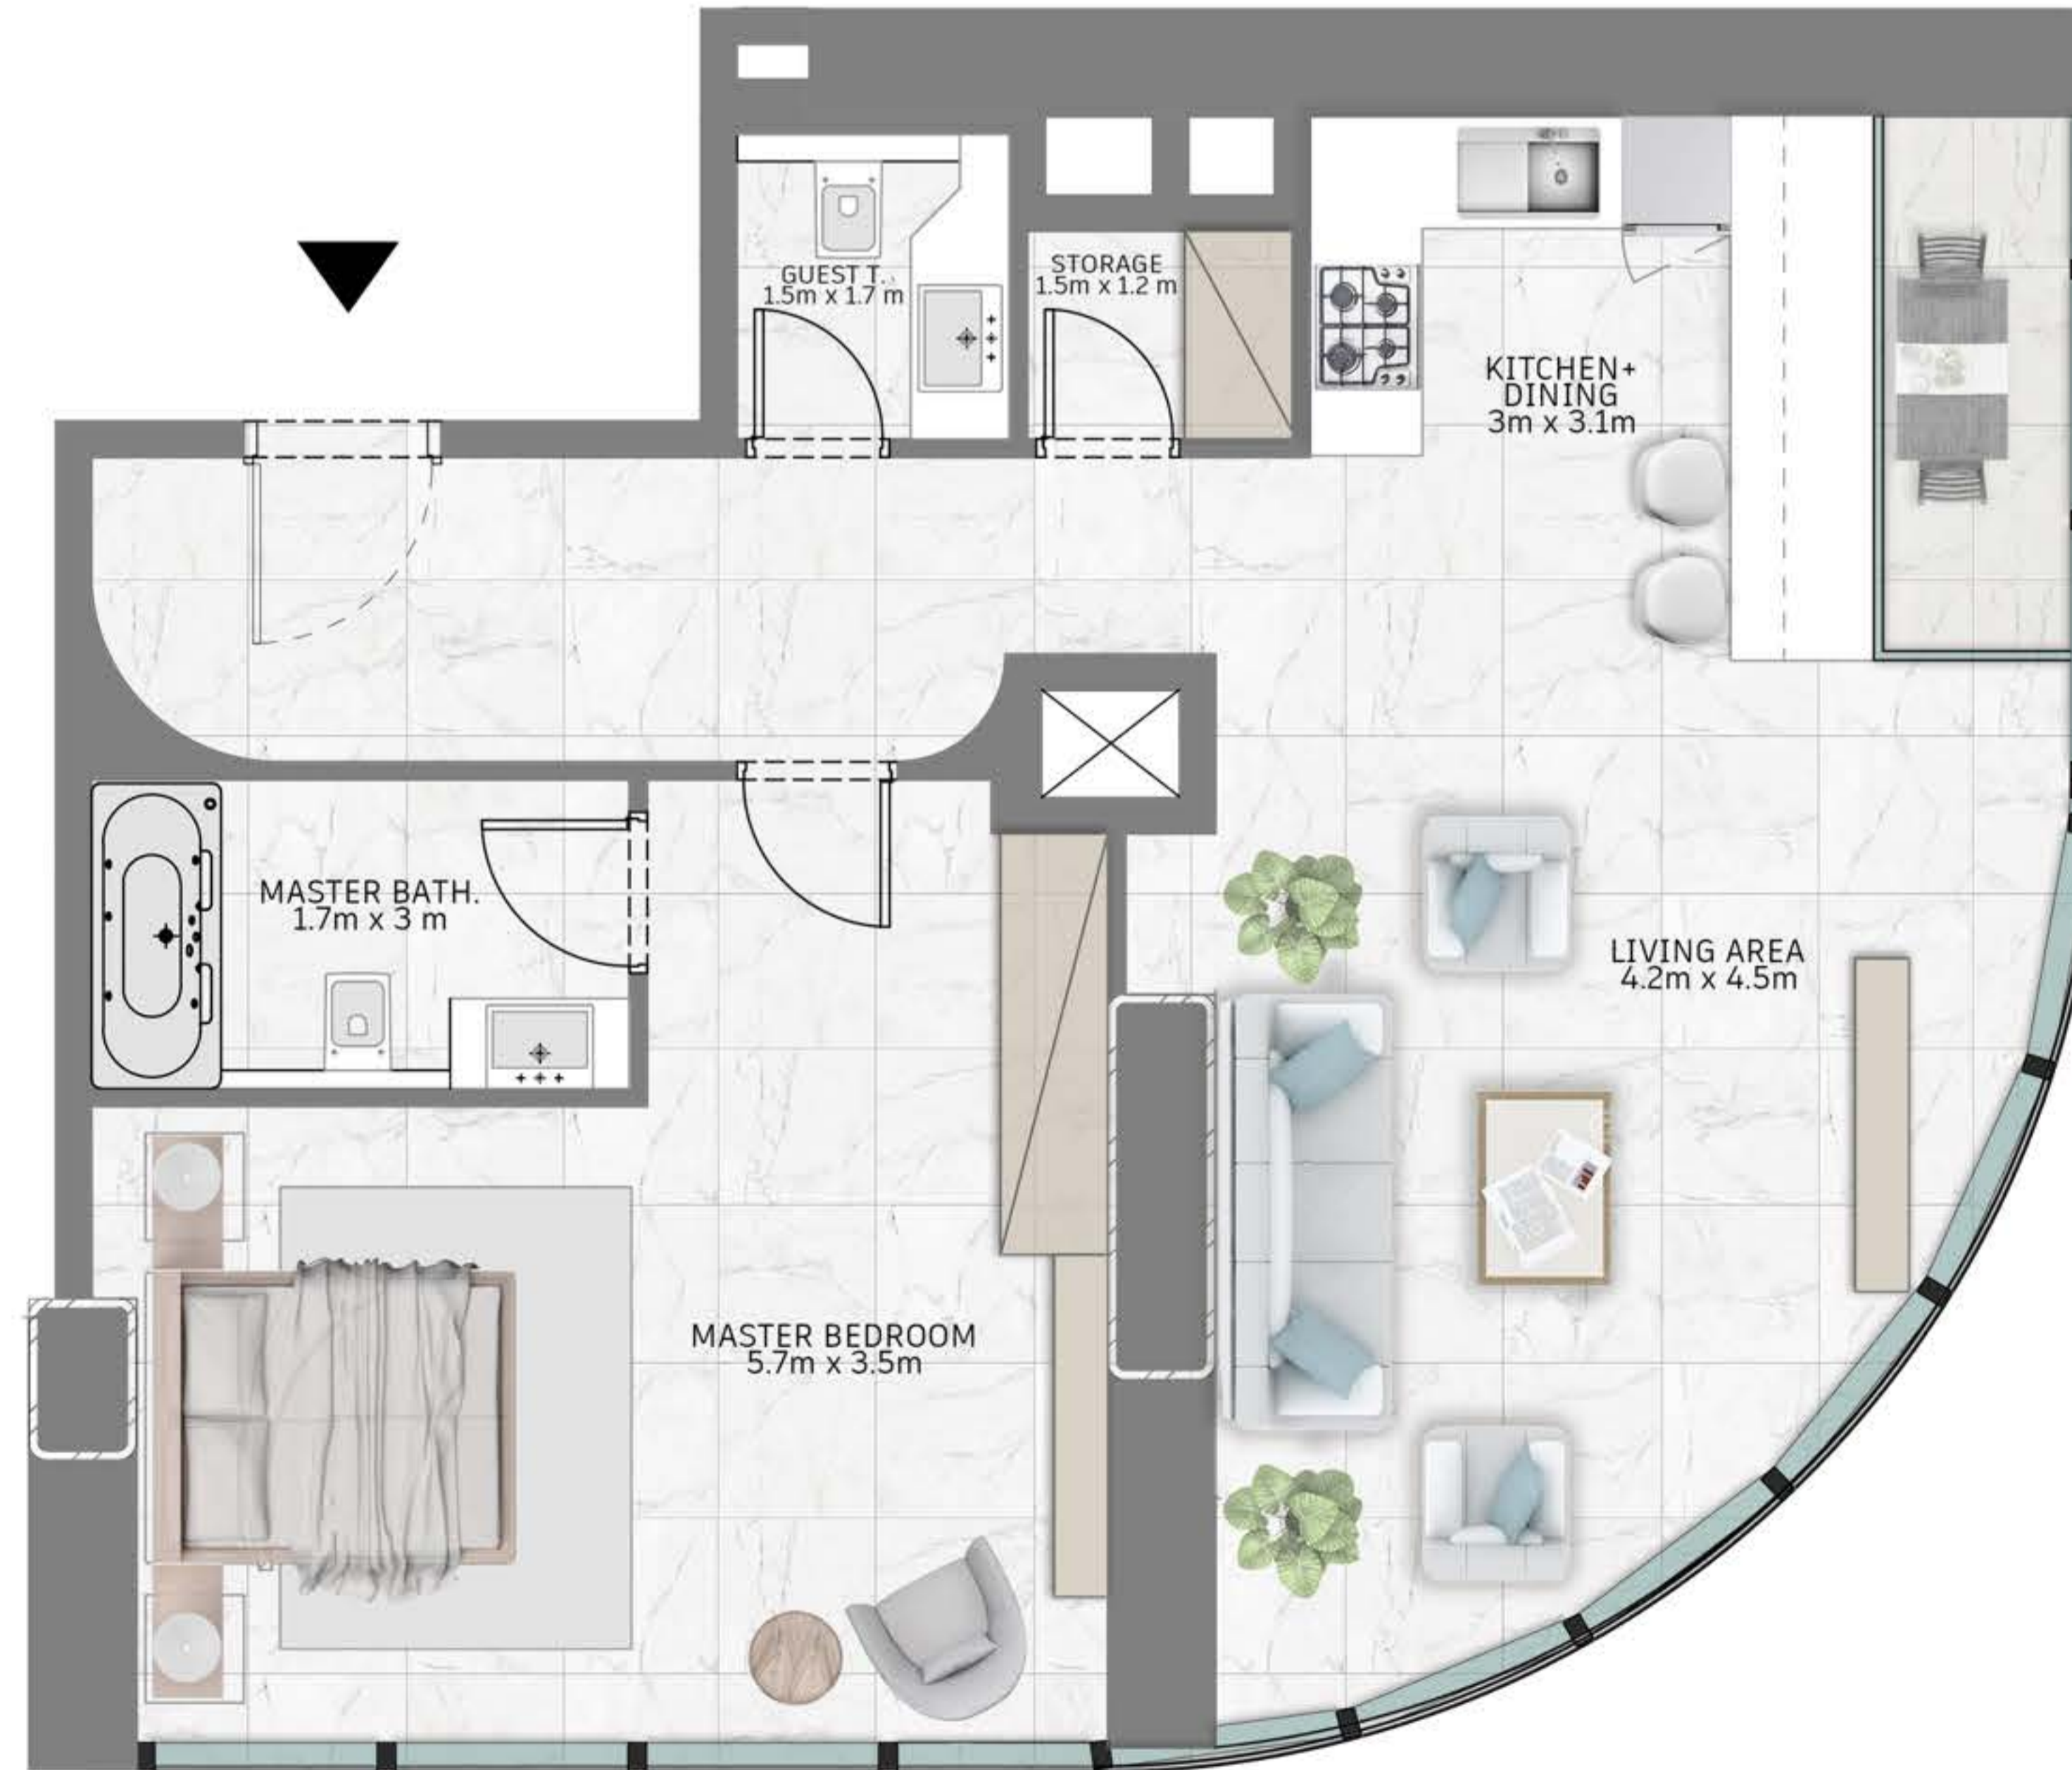 GUEST T.
1.5m x 1.7 m
STORAGE
1.5m x 1.2 m
KITCHEN+
DINING
3m x 3.1m
MASTER BATH.
1.7m x 3 m
LIVING AREA
4.2m x 4.5m
MASTER BEDROOM
5.7m x 3.5m